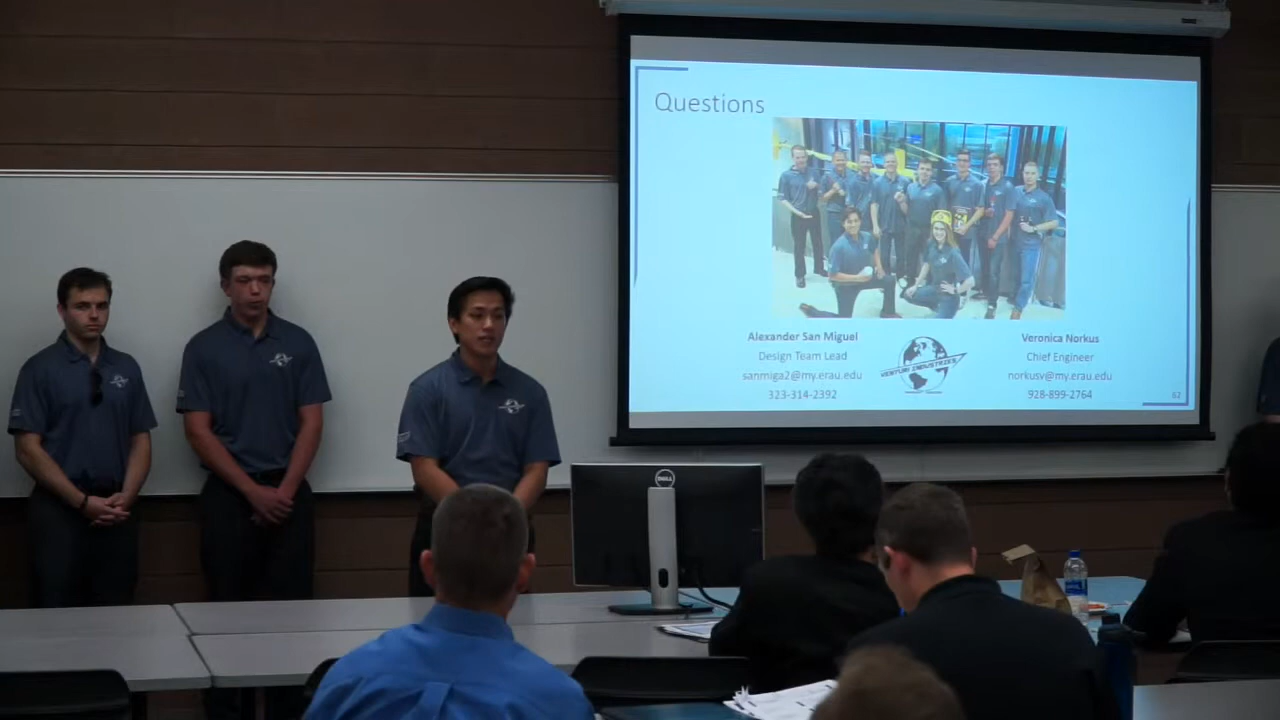 Questions
Alexander San Miguel
Design Team Lead
sanmiga2@my.erau.edu
323-314-2392
VENTURI INDUSTRIES
Veronica Norkus
Chief Engineer
norkusv@my.erau.edu
928-899-2764
62
DELL